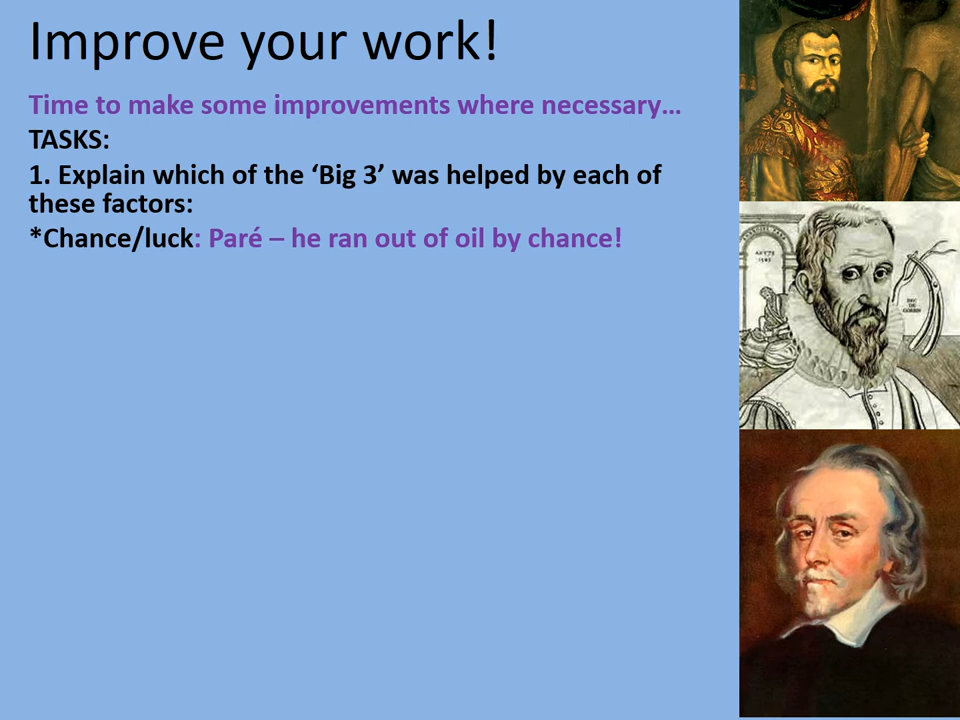 Improve your work!
Time to make some improvements where necessary…
TASKS:
1. Explain which of the ‘Big 3’ was helped by each of
these factors:
*Chance/luck: Paré – he ran out of oil by chance!